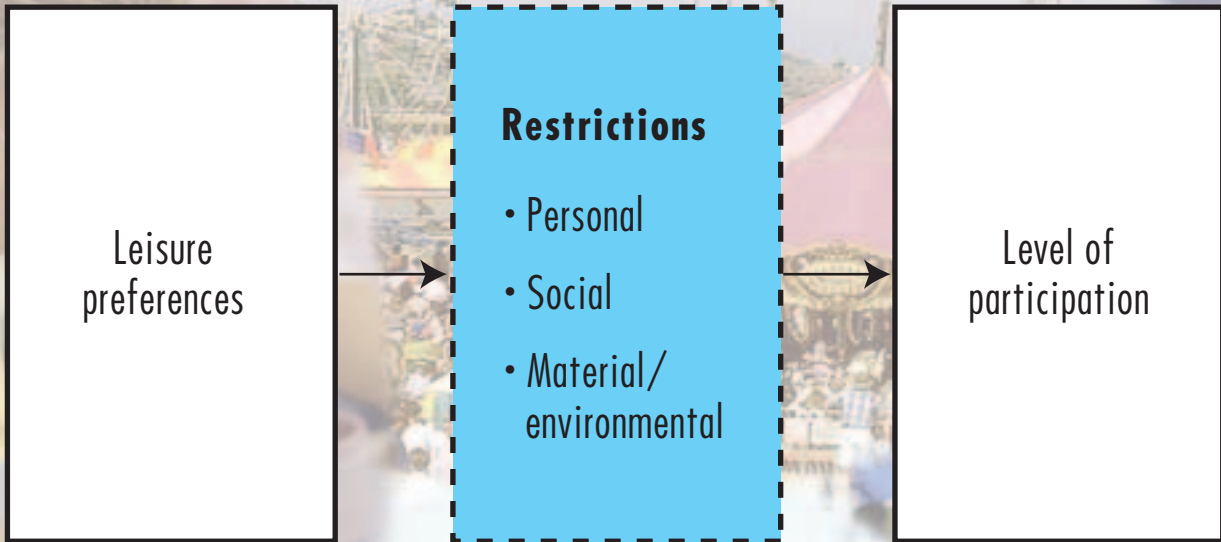 Leisure
preferences
Restrictions
• Personal
• Social
• Material/
environmental
Level of
participation